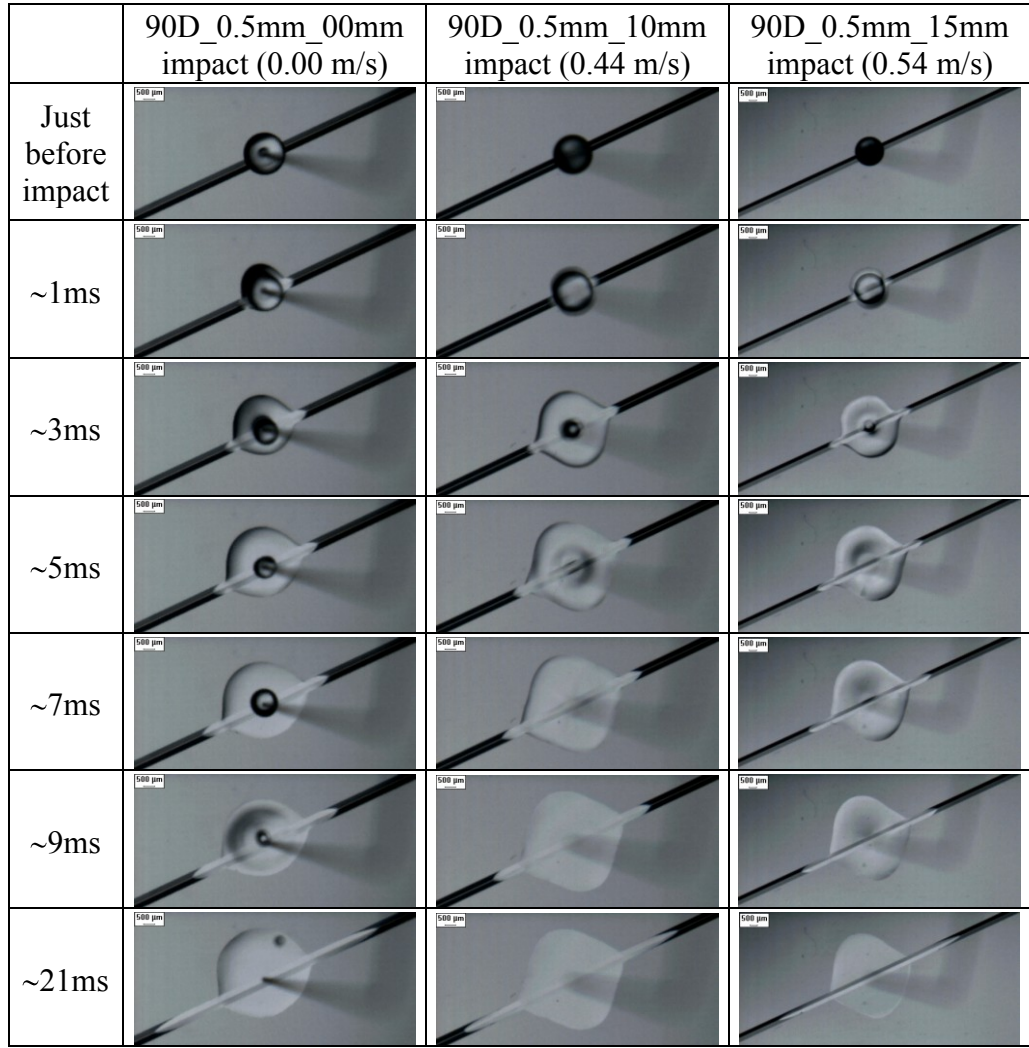 90D_0.5mm_00mm
impact (0.00 m/s)
90D_0.5mm_10mm
impact (0.44 m/s)
90D_0.5mm_15mm
impact (0.54 m/s)
Just
before
impact
500 µm
500 µm
500 µm
~1ms
500 µm
500 µm
500 µm
~3ms
500 µm
500 µm
500 µm
~5ms
500 µm
500 µm
500 µm
~7ms
500 µm
500 µm
500 µm
~9ms
500 µm
500 µm
500 µm
~21ms
500 µm
500 µm
500 µm